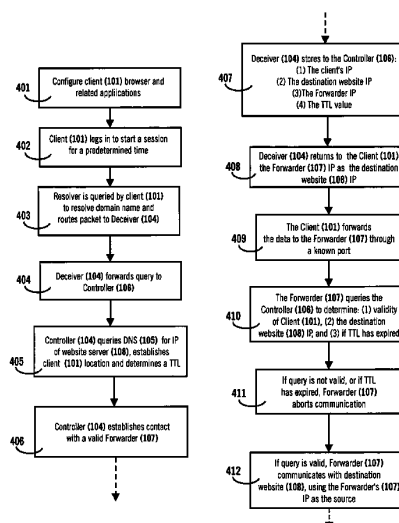 401
Configure client (101) browser and
related applications
402
Client (101) logs in to start a session
for a predetermined time
403
Resolver is queried by client (101)
to resolve domain name and
routes packet to Deceiver (104)
404
Deceiver (104) forwards query to
Controller (106)
405
Controller (104) queries DNS (105) for IP
of website server (108), establishes
client (101) location and determines a TTL
406
Controller (104) establishes contact
with a valid Forwarder (107)
407
Deceiver (104) stores to the Controller (106):
(1) The client's IP
(2) The destination website IP
(3)The Forwarder IP
(4) The TTL value
408
Deceiver (104) returns to the Client (101)
the Forwarder (107) IP as the destination
website (108) IP
409
The Client (101) forwards
the data to the Forwarder (107) through
a known port
410
The Forwarder (107) queries the
Controller (106) to determine: (1) validity
of Client (101), (2) the destination
website (108) IP, and (3) if TTL has expired
411
If query is not valid, or if TTL
has expired, Forwarder (107)
aborts communication
412
If query is valid, Forwarder (107)
communicates with destination
website (108), using the Forwarder's (107)
IP as the source